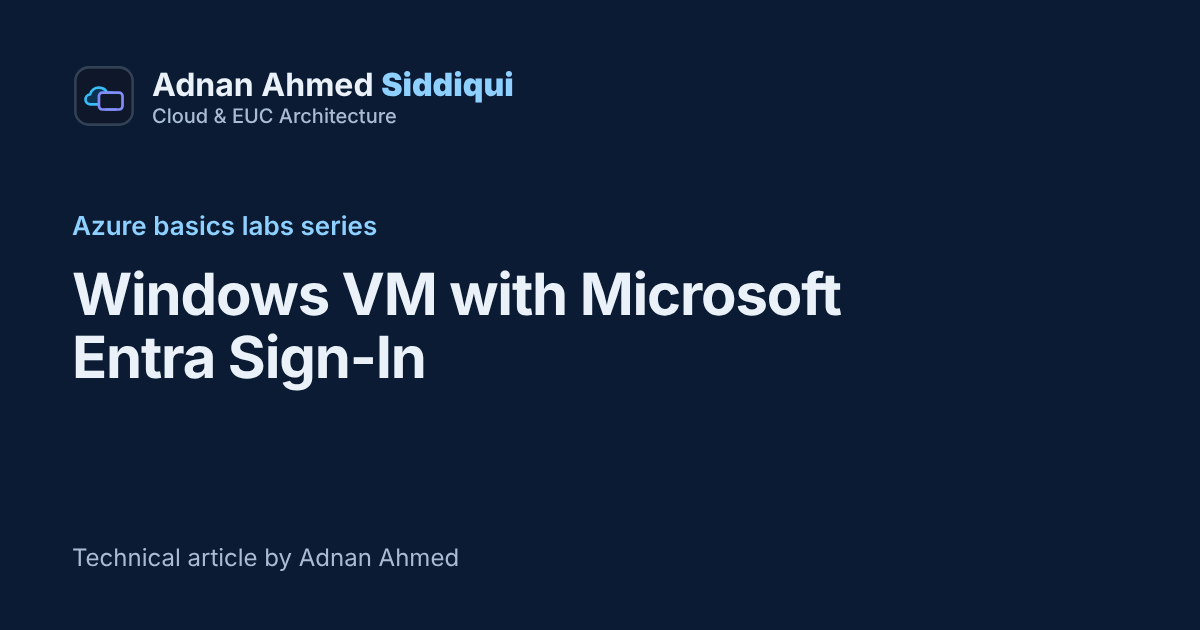 Adnan Ahmed Siddiqui
Cloud & EUC Architecture
Azure basics labs series
Windows VM with Microsoft
Entra Sign-In
Technical article by Adnan Ahmed